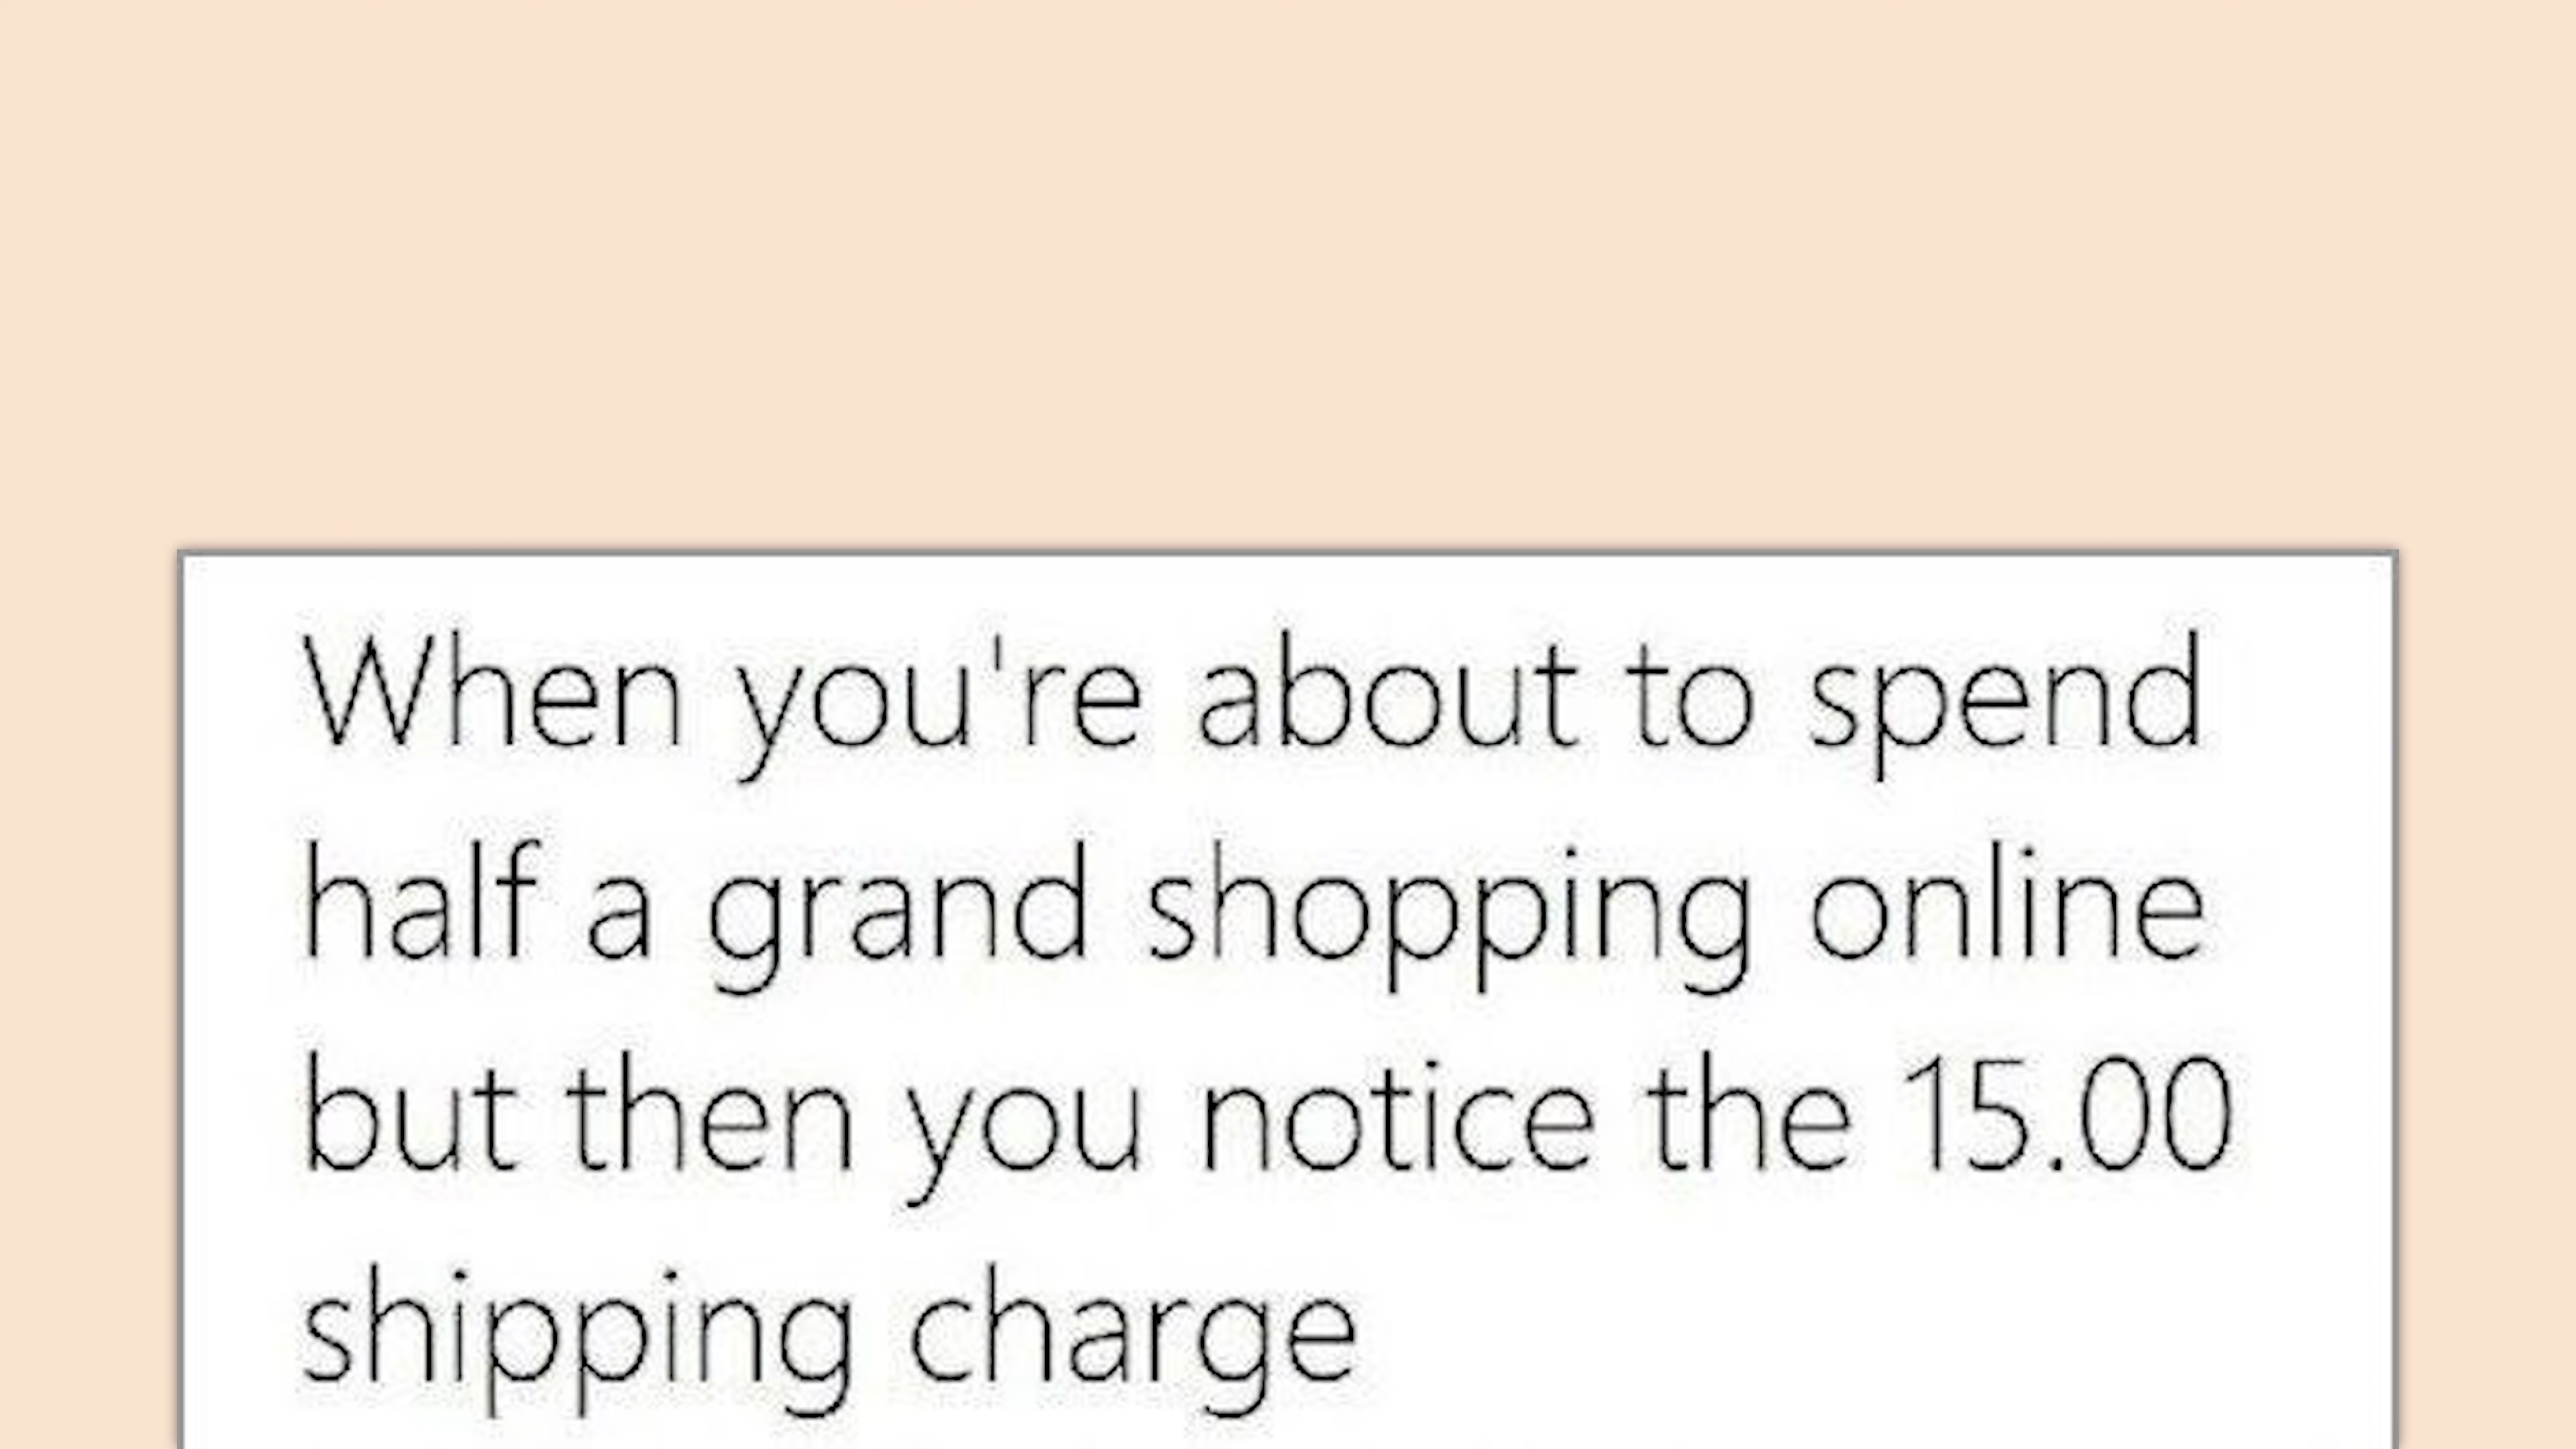 When you're about to spend
half a grand shopping online
but then you notice the 15.00
shipping charge